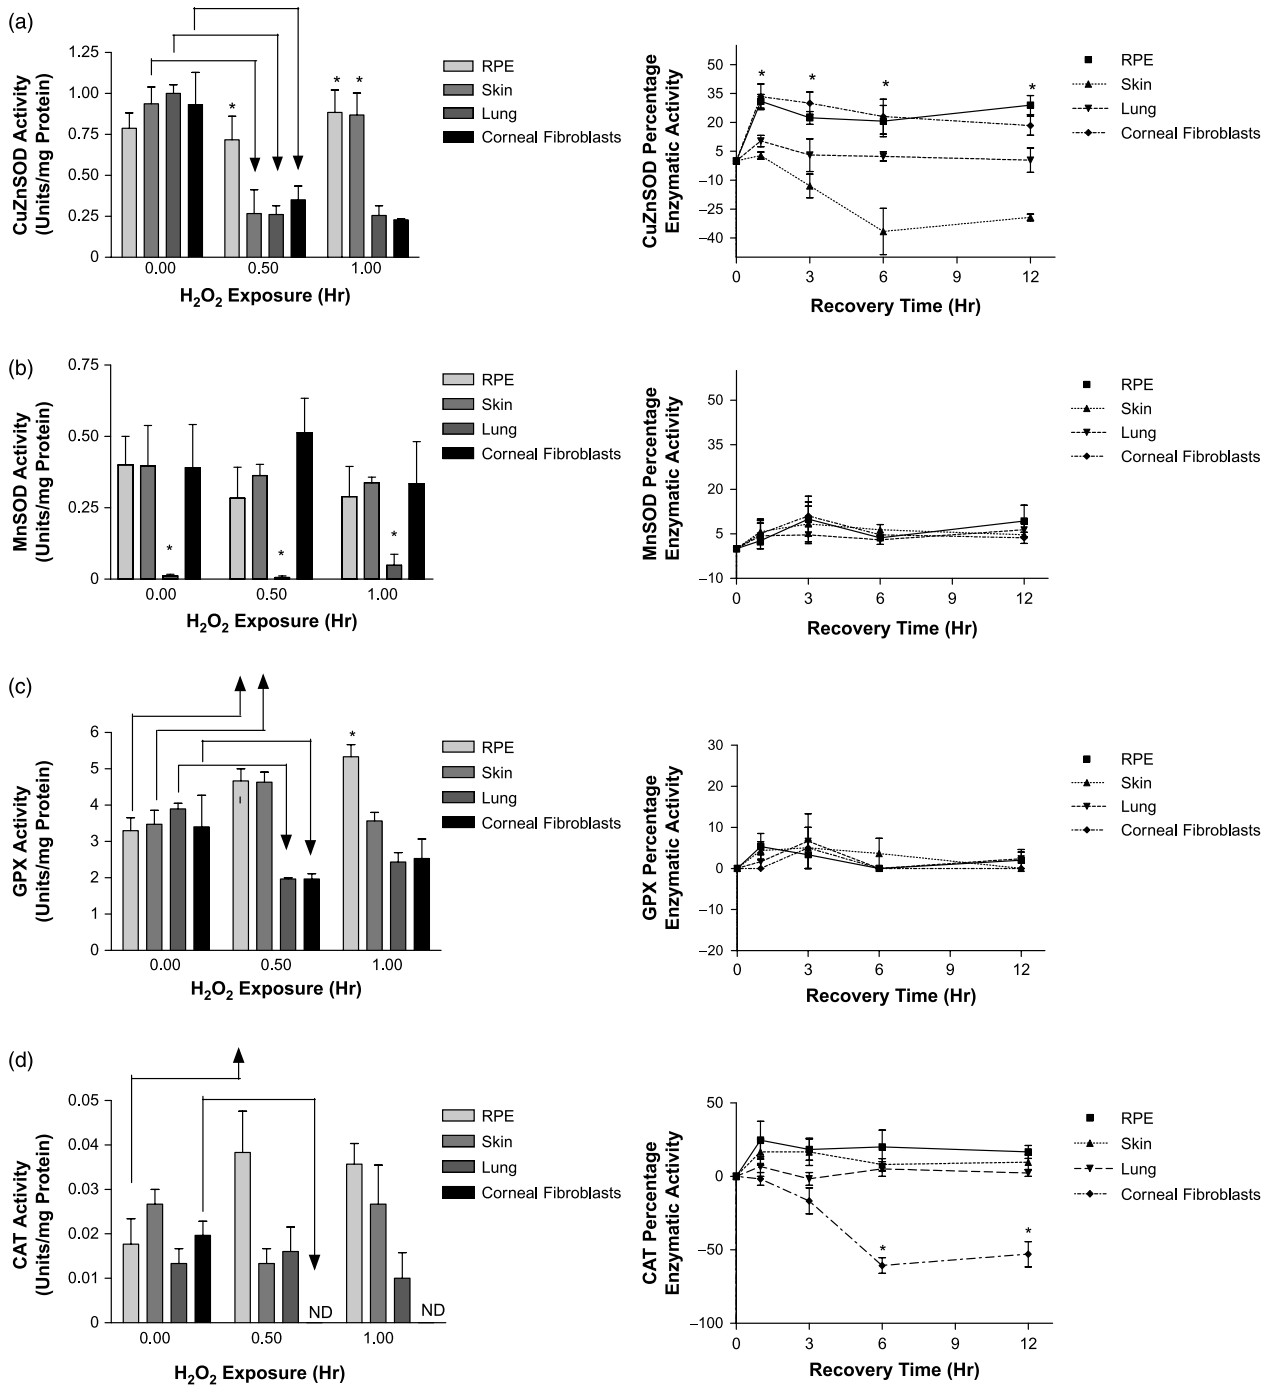 (a)
CuZnSOD Activity
(Units/mg Protein)
1.25
1.00
0.75
0.50
0.25
0
* * *
0.00 0.50 1.00
H2O2 Exposure (Hr)
RPE
Skin
Lung
Corneal Fibroblasts
CuZnSOD Percentage
Enzymatic Activity
50
35
20
5
–10
–25
–40
* * * *
0 3 6 9 12
Recovery Time (Hr)
RPE
Skin
Lung
Corneal Fibroblasts
(b)
MnSOD Activity
(Units/mg Protein)
0.75
0.50
0.25
0
* * *
0.00 0.50 1.00
H2O2 Exposure (Hr)
RPE
Skin
Lung
Corneal Fibroblasts
MnSOD Percentage
Enzymatic Activity
50
35
20
5
–10
0 3 6 9 12
Recovery Time (Hr)
RPE
Skin
Lung
Corneal Fibroblasts
(c)
GPX Activity
(Units/mg Protein)
6
5
4
3
2
1
0
*
0.00 0.50 1.00
H2O2 Exposure (Hr)
RPE
Skin
Lung
Corneal Fibroblasts
GPX Percentage
Enzymatic Activity
30
20
10
0
–10
–20
0 3 6 9 12
Recovery Time (Hr)
RPE
Skin
Lung
Corneal Fibroblasts
(d)
CAT Activity
(Units/mg Protein)
0.05
0.04
0.03
0.02
0.01
0
ND ND
0.00 0.50 1.00
H2O2 Exposure (Hr)
RPE
Skin
Lung
Corneal Fibroblasts
CAT Percentage
Enzymatic Activity
50
0
–50
–100
* *
0 3 6 9 12
Recovery Time (Hr)
RPE
Skin
Lung
Corneal Fibroblasts